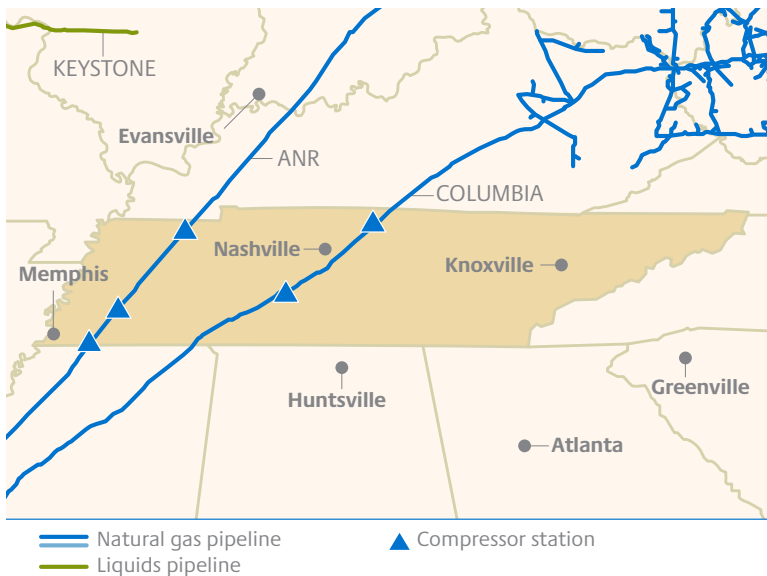 KEYSTONE
Evansville
ANR
COLUMBIA
Nashville
Knoxville
Memphis
Huntsville
Greenville
Atlanta
Natural gas pipeline
Compressor station
Liquids pipeline